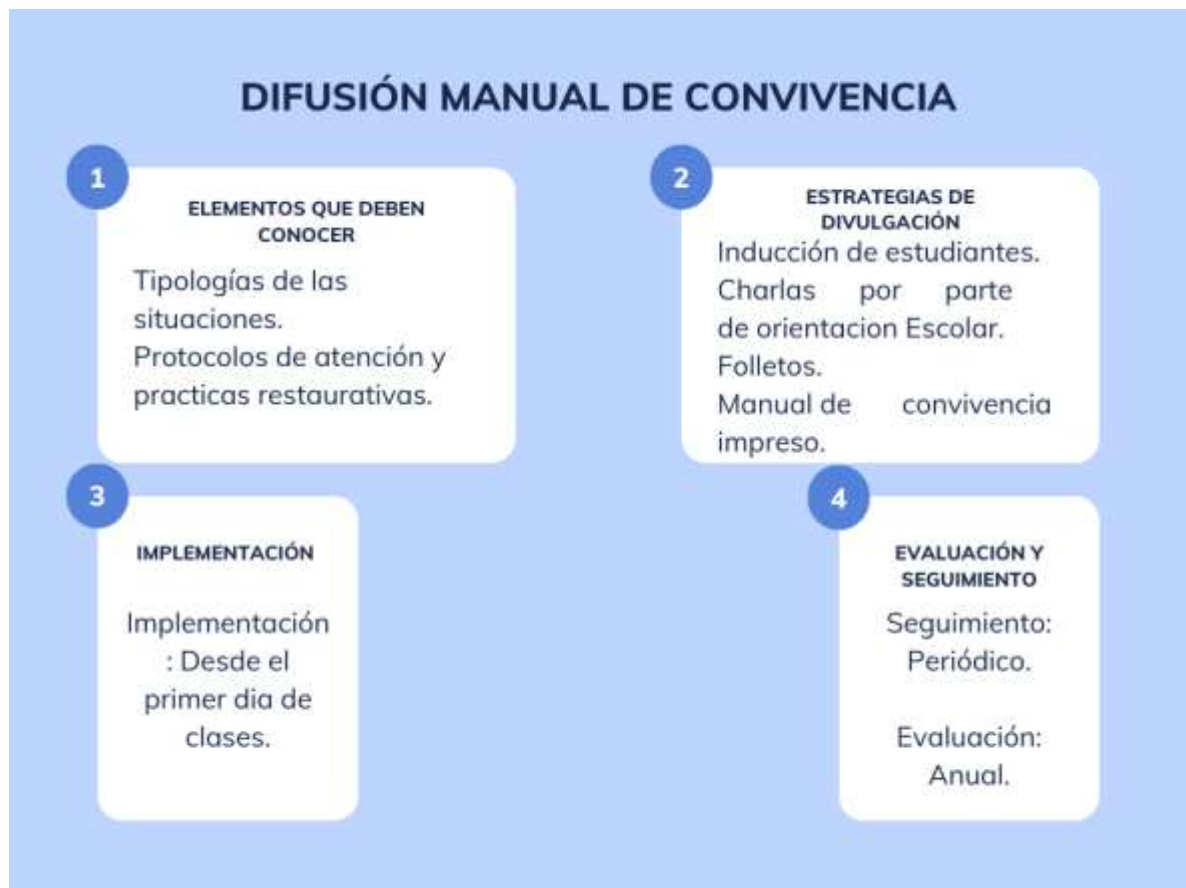 DIFUSIÓN MANUAL DE CONVIVENCIA
1
ELEMENTOS QUE DEBEN
CONOCER
Tipologías de las
situaciones.
Protocolos de atención y
practicas restaurativas.
2
ESTRATEGIAS DE
DIVULGACIÓN
Inducción de estudiantes.
Charlas por parte
de orientacion Escolar.
Folletos.
Manual de convivencia
impreso.
3
IMPLEMENTACIÓN
Implementación
: Desde el
primer dia de
clases.
4
EVALUACIÓN Y
SEGUIMIENTO
Seguimiento:
Periódico.
Evaluación:
Anual.